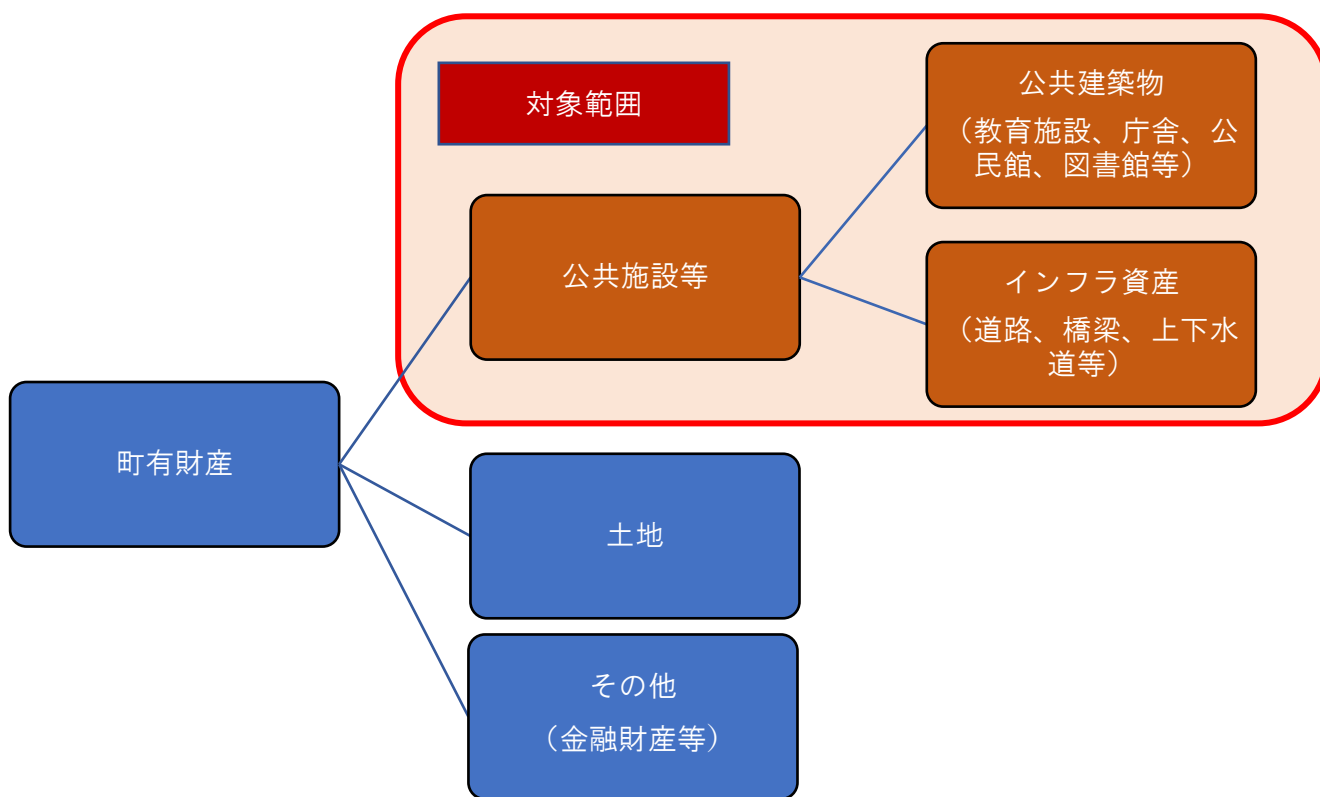 対象範囲
公共建築物
（教育施設、庁舎、公
民館、図書館等）
公共施設等
インフラ資産
（道路、橋梁、上下水
道等）
町有財産
土地
その他
（金融財産等）